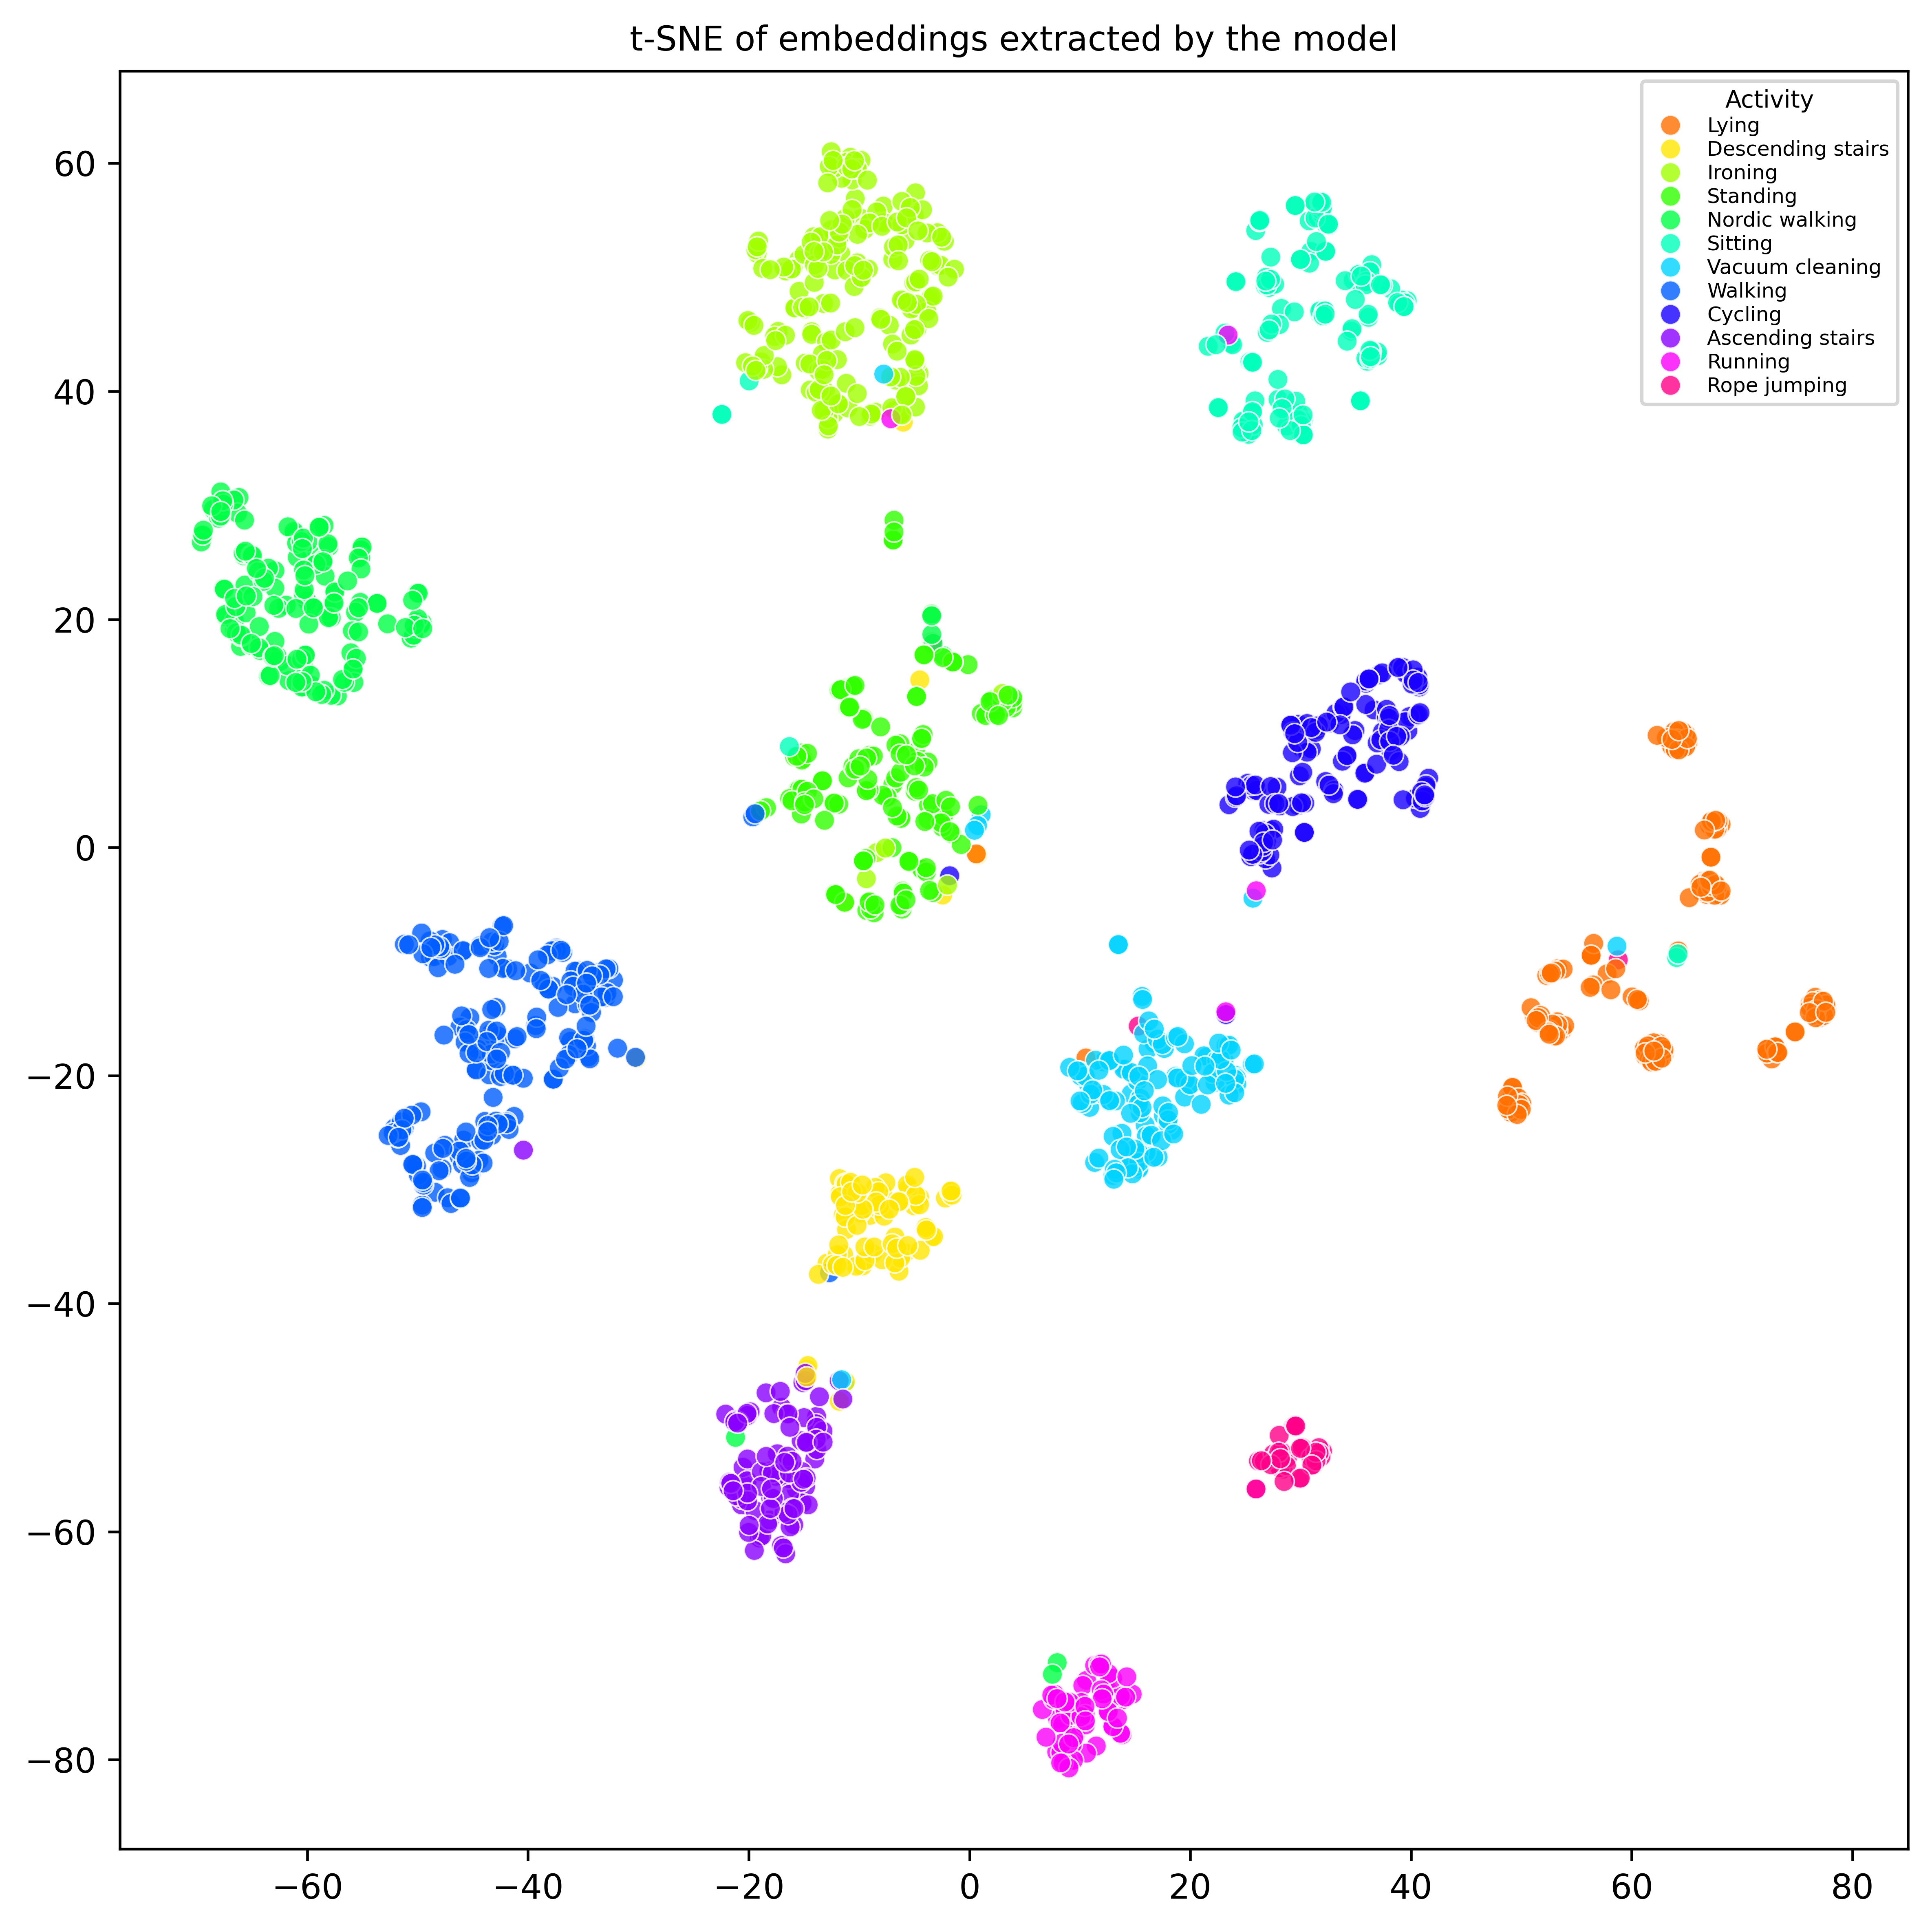 t-SNE of embeddings extracted by the model
Activity
Lying
Descending stairs
Ironing
Standing
Nordic walking
Sitting
Vacuum cleaning
Walking
Cycling
Ascending stairs
Running
Rope jumping
60
40
20
0
−20
−40
−60
−80
−60 −40 −20 0 20 40 60 80